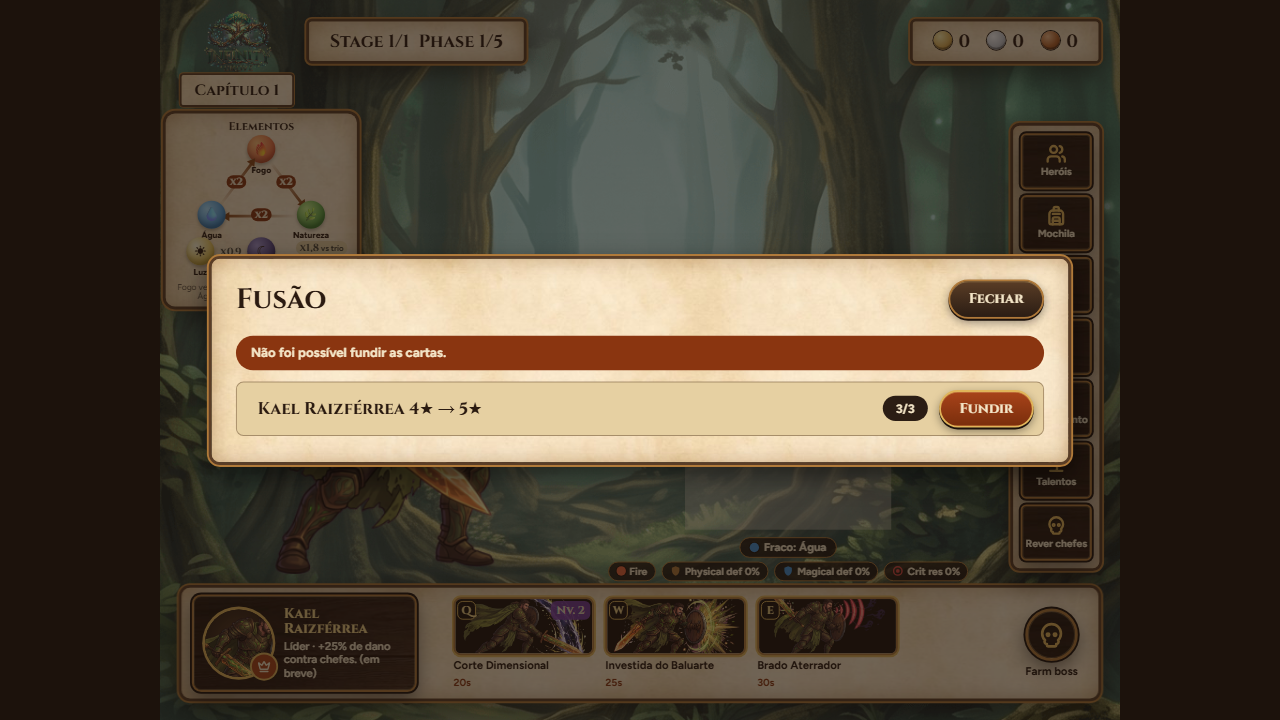 Stage 1/1 Phase 1/5
0 0 0
Capítulo 1
Elementos
Fogo
x2 x2
x2
Água Natureza
x0,9
x1,8 vs trio
Luz
Fogo
Heróis
Mochila
Fusão
Fechar
Não foi possível fundir as cartas.
Kael Raizférrea 4★ → 5★
3/3
Fundir
Talentos
Rever chefes
Fraco: Água
Fire
Physical def 0%
Magical def 0%
Crit res 0%
Kael
Raizférrea
Líder · +25% de dano
contra chefes. (em
breve)
Q
Nv. 2
Corte Dimensional
20s
W
Investida do Baluarte
25s
E
Brado Aterrador
30s
Farm boss